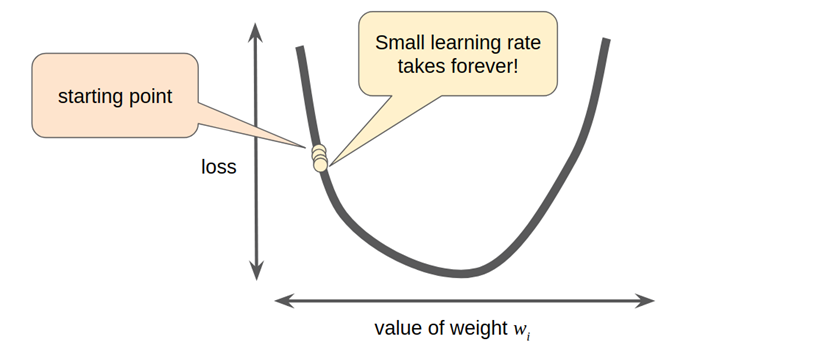 Small learning rate
takes forever!
starting point
loss
value of weight wᵢ